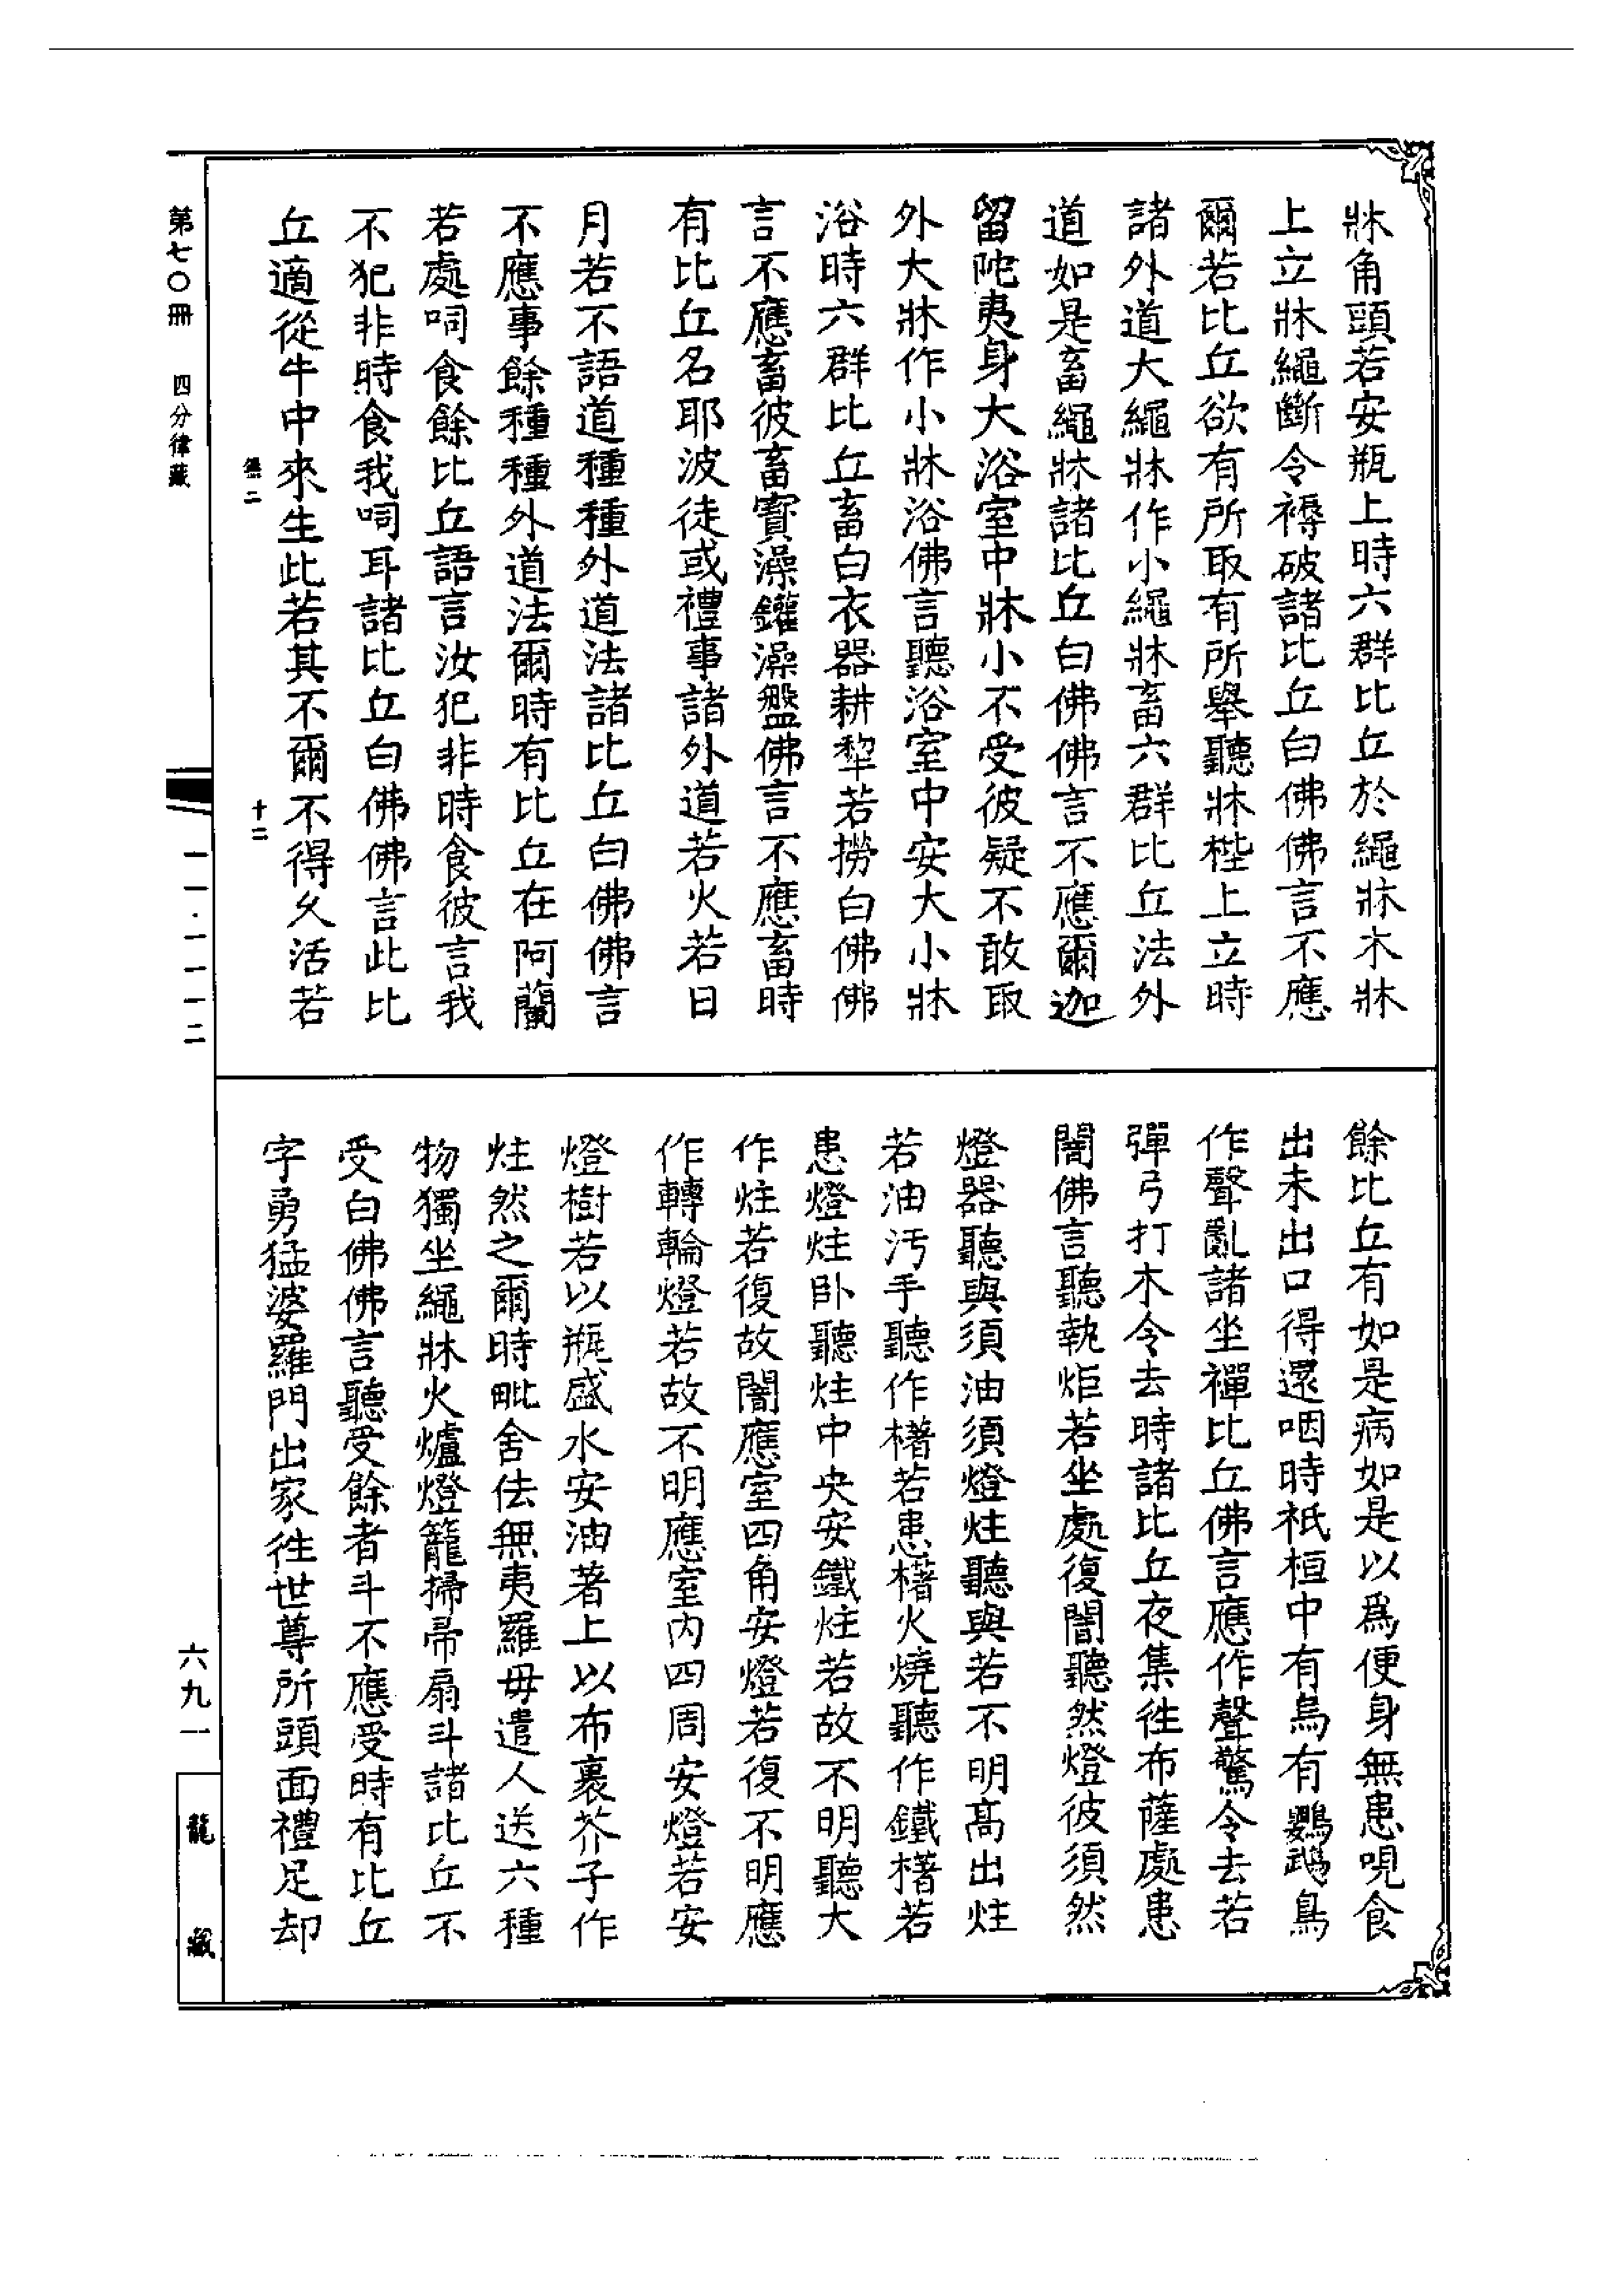 牀角頭若安瓶上時六群比丘於繩牀木牀
上立牀繩斷令褥破諸比丘白佛佛言不應
爾若比丘欲有所取有所舉聽牀桯上立時
諸外道大繩牀作小繩牀畜六群比丘法外
道如是畜繩牀諸比丘白佛佛言不應爾迦
留陀夷身大浴室中牀小不受彼疑不敢取
外大牀作小牀浴佛言聽浴室中安大小牀
浴時六群比丘畜白衣器耕犂若撈白佛佛
言不應畜彼畜寶澡鑵澡盤佛言不應畜時
有比丘名耶波徒或禮事諸外道若火若日
月若不語道種種外道法諸比丘白佛佛言
不應事餘種種外道法爾時有比丘在阿蘭
若處呞食餘比丘語言汝犯非時食彼言我
不犯非時食我呞耳諸比丘白佛佛言此比
丘適從牛中來生此若其不爾不得久活若
餘比丘有如是病如是以爲便身無患哯食
出未出口得還咽時祇桓中有烏有鸚鵡鳥
作聲亂諸坐禪比丘佛言應作聲驚令去若
彈弓打木令去時諸比丘夜集往布薩處患
闇佛言聽執炬若坐處復闇聽然燈彼須然
燈器聽與須油須燈炷聽與若不明高出炷
若油汚手聽作櫡若患櫡火燒聽作鐵櫡若
患燈炷卧聽炷中央安鐵炷若故不明聽大
作炷若復故闇應室四角安燈若復不明應
作轉輪燈若故不明應室內四周安燈若安
燈樹若以瓶盛水安油著上以布裹芥子作
炷然之爾時毗舍佉無夷羅毋遣人送六種
物獨坐繩牀火爐燈籠掃帚扇斗諸比丘不
受白佛佛言聽受餘者斗不應受時有比丘
字勇猛婆羅門出家往世尊所頭面禮足却
第七〇冊 四分律藏
十二
一一·一一一二
六九一
龍藏